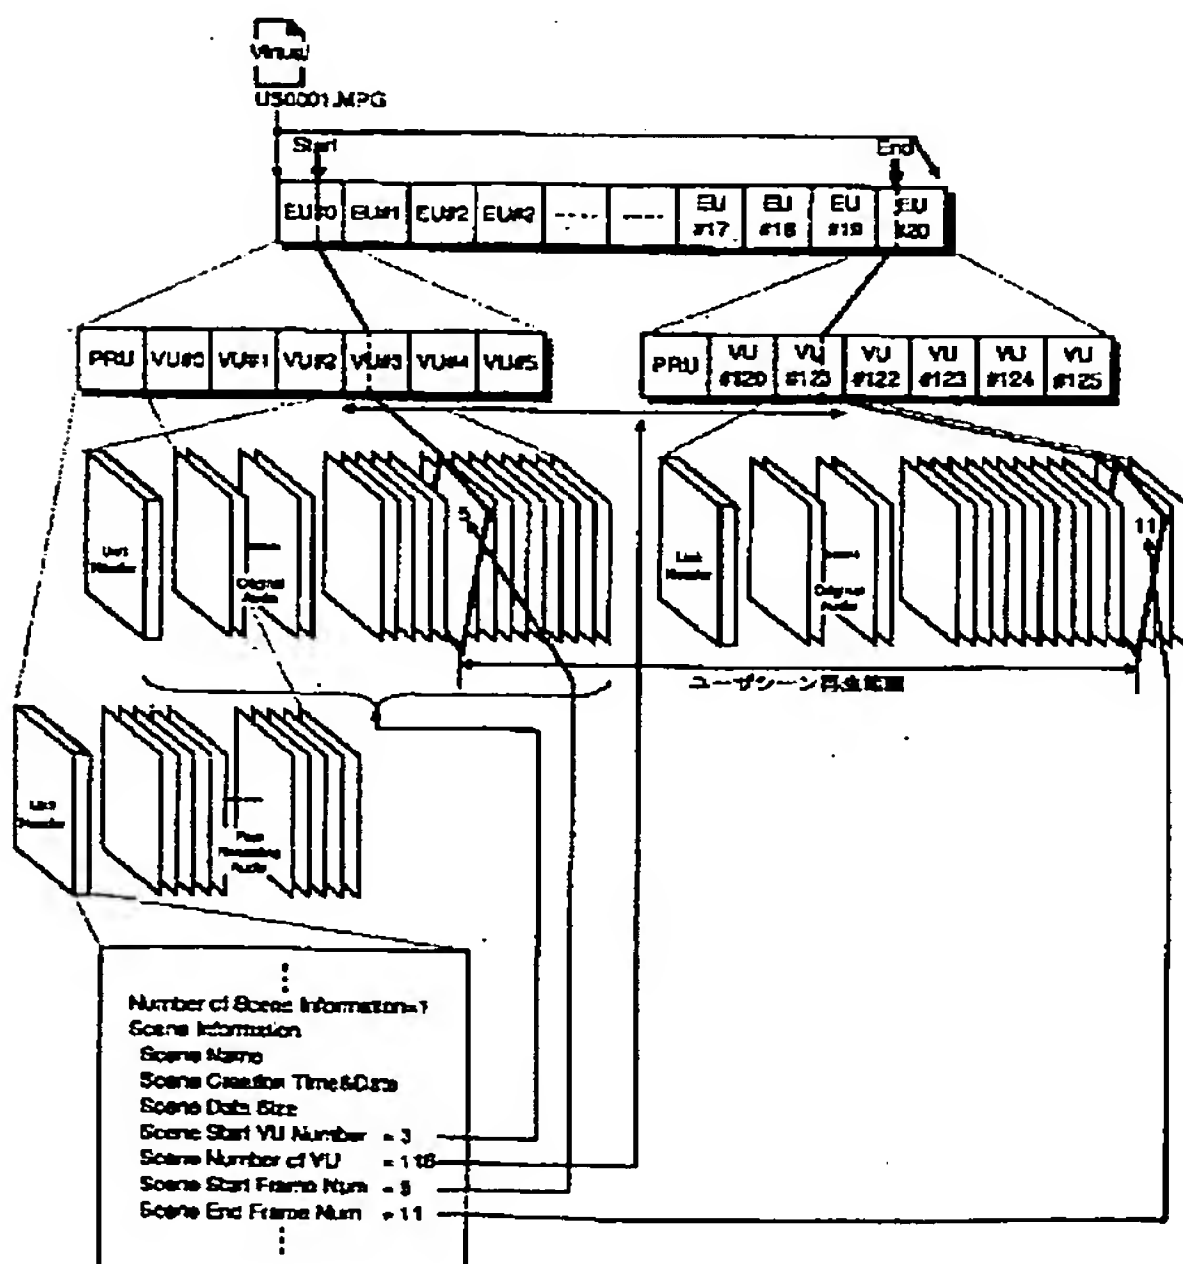 Virtual
US0001.MPG
Start
End
EU#0 EU#1 EU#2 ---- ---- EU EU EU EU
#17 #18 #19 #20
PRU VU#0 VU#1 VU#2 VU#3 VU#4 VU#5
PRU VU VU VU VU VU VU
#120 #122 #123 #124 #125
5
11
Unit
Header
Original
Audio
Unit
Header
Original
Audio
ユーザシーン再生範囲
Unit
Header
Post
Recording
Audio
Number of Scene Information=1
Scene Information
Scene Name
Scene Creation Time&Date
Scene Data Size
Scene Start VU Number = 3
Scene Number of VU =
Scene Start Frame Num = 5
Scene End Frame Num = 11